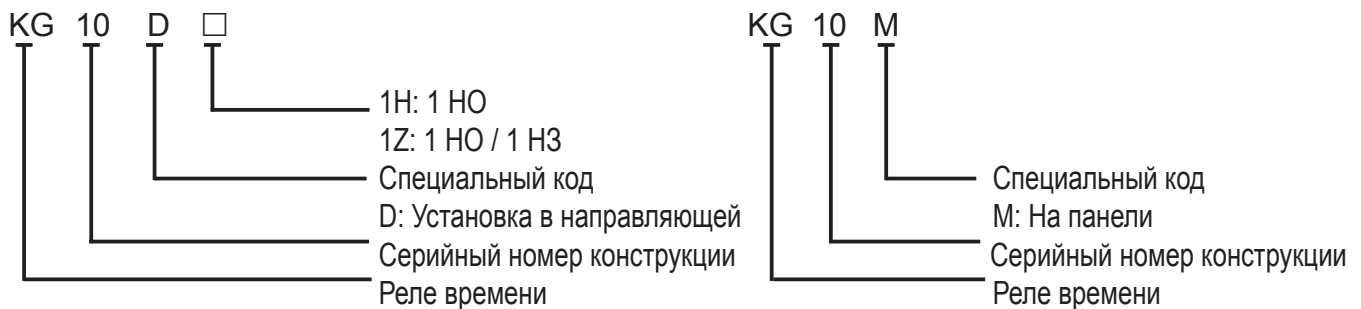 KG 10 D □
1H: 1 НО
1Z: 1 НО / 1 НЗ
Специальный код
D: Установка в направляющей
Серийный номер конструкции
Реле времени
KG 10 M
Специальный код
M: На панели
Серийный номер конструкции
Реле времени